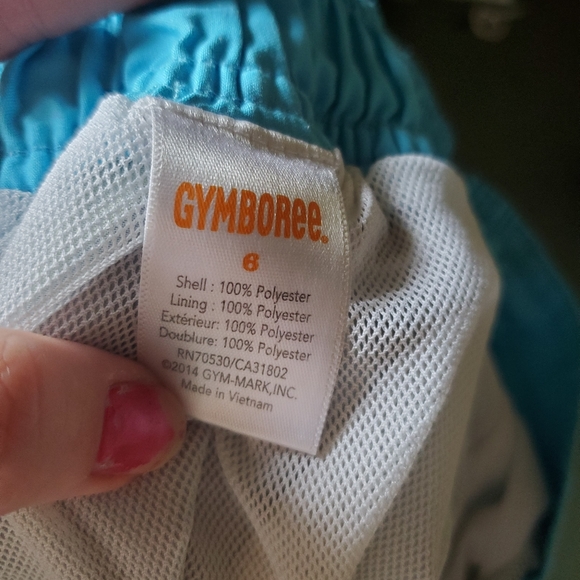 GYMBOREE.
6
Shell : 100% Polyester
Lining : 100% Polyester
Extérieur: 100% Polyester
Doublure: 100% Polyester
RN70530/CA31802
©2014 GYM-MARK,INC.
Made in Vietnam